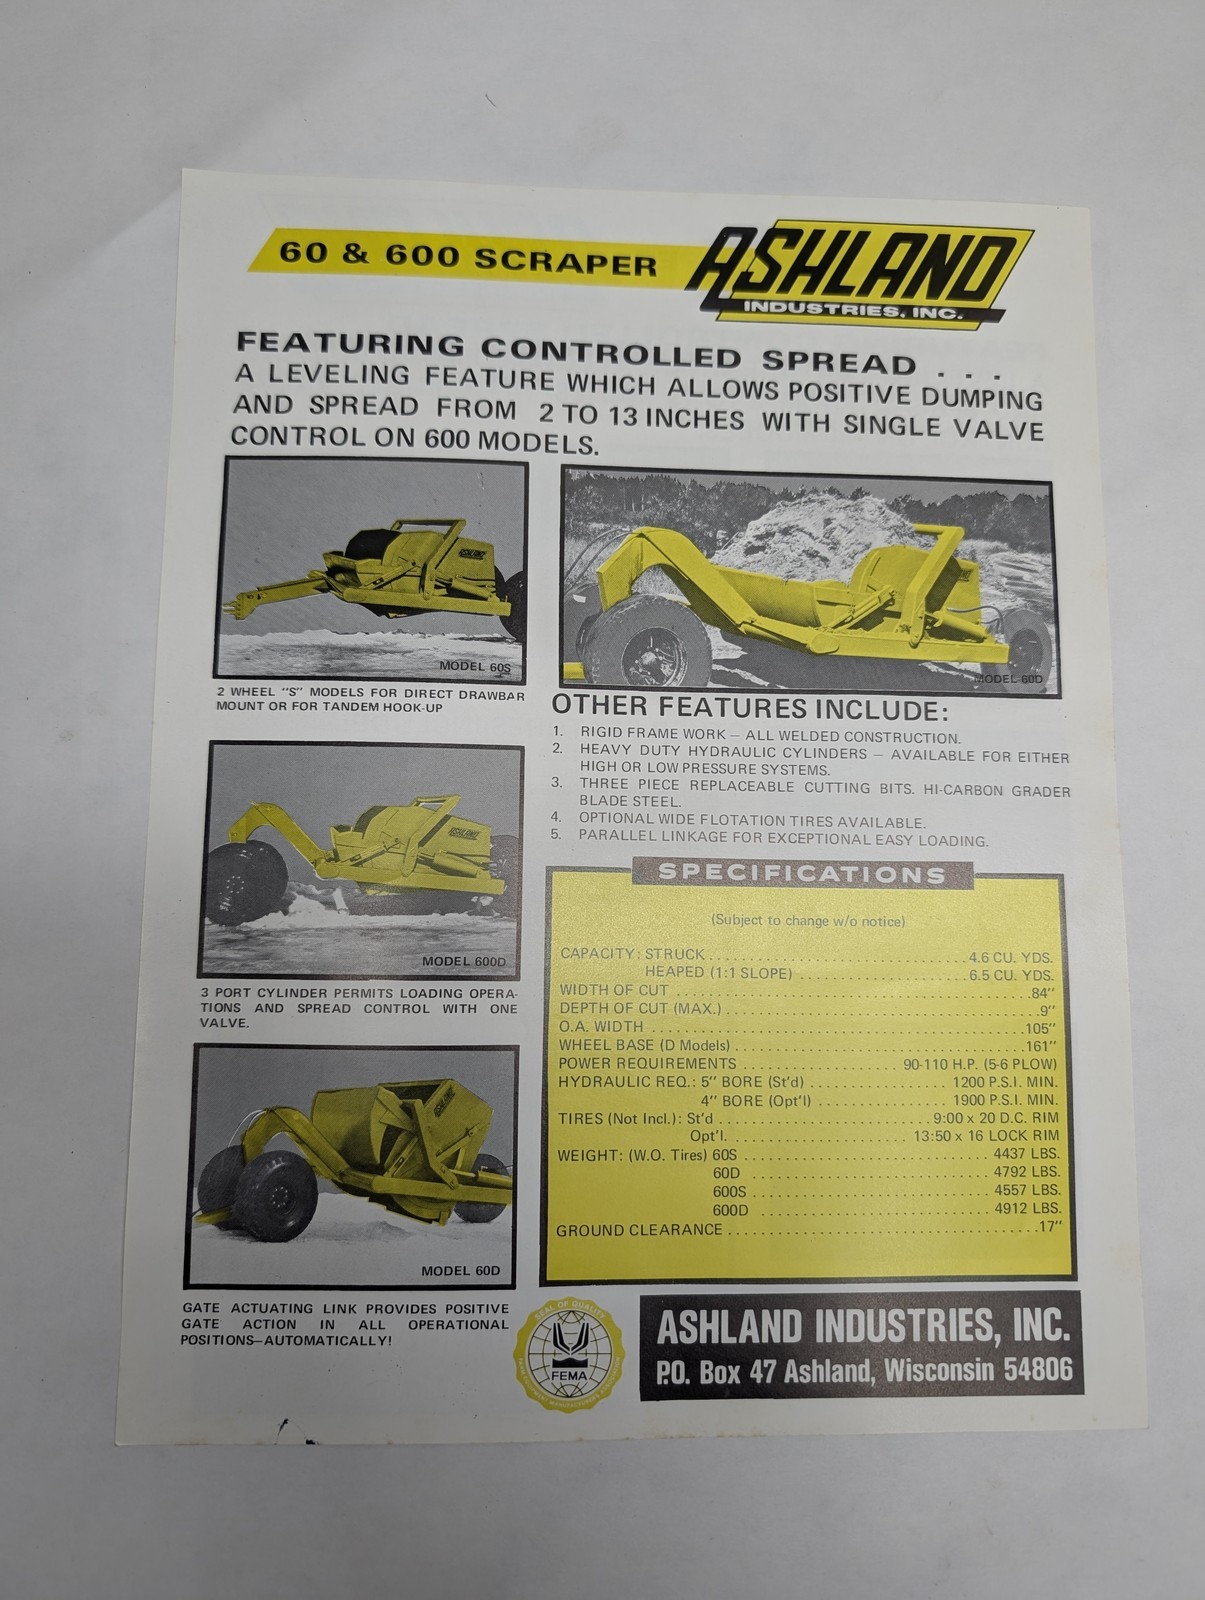 60 & 600 SCRAPER
ASHLAND
INDUSTRIES, INC.
FEATURING CONTROLLED SPREAD . . .
A LEVELING FEATURE WHICH ALLOWS POSITIVE DUMPING
AND SPREAD FROM 2 TO 13 INCHES WITH SINGLE VALVE
CONTROL ON 600 MODELS.
MODEL 60S
2 WHEEL "S" MODELS FOR DIRECT DRAWBAR
MOUNT OR FOR TANDEM HOOK-UP
ASHLAND
MODEL 600D
3 PORT CYLINDER PERMITS LOADING OPERA-
TIONS AND SPREAD CONTROL WITH ONE
VALVE.
ASHLAND
MODEL 60D
GATE ACTUATING LINK PROVIDES POSITIVE
GATE ACTION IN ALL OPERATIONAL
POSITIONS—AUTOMATICALLY!
MODEL 60D
OTHER FEATURES INCLUDE:
1. RIGID FRAME WORK — ALL WELDED CONSTRUCTION.
2. HEAVY DUTY HYDRAULIC CYLINDERS — AVAILABLE FOR EITHER
HIGH OR LOW PRESSURE SYSTEMS.
3. THREE PIECE REPLACEABLE CUTTING BITS. HI-CARBON GRADER
BLADE STEEL.
4. OPTIONAL WIDE FLOTATION TIRES AVAILABLE.
5. PARALLEL LINKAGE FOR EXCEPTIONAL EASY LOADING.
SPECIFICATIONS
(Subject to change w/o notice)
CAPACITY: STRUCK . . . . . 4.6 CU. YDS.
HEAPED (1:1 SLOPE) . . . . . 6.5 CU. YDS.
WIDTH OF CUT . . . . . 84"
DEPTH OF CUT (MAX.) . . . . . 9"
O.A. WIDTH . . . . . 105"
WHEEL BASE (D Models) . . . . . 161"
POWER REQUIREMENTS . . . . . 90-110 H.P. (5-6 PLOW)
HYDRAULIC REQ.: 5" BORE (St'd) . . . . . 1200 P.S.I. MIN.
4" BORE (Opt'l) . . . . . 1900 P.S.I. MIN.
TIRES (Not Incl.): St'd . . . . . 9:00 x 20 D.C. RIM
Opt'l. . . . . . 13:50 x 16 LOCK RIM
WEIGHT: (W.O. Tires) 60S . . . . . 4437 LBS.
60D . . . . . 4792 LBS.
600S . . . . . 4557 LBS.
600D . . . . . 4912 LBS.
GROUND CLEARANCE . . . . . 17"
SEAL OF QUALITY
FEMA
FARM EQUIPMENT MANUFACTURERS ASSOCIATION
ASHLAND INDUSTRIES, INC.
P.O. Box 47 Ashland, Wisconsin 54806